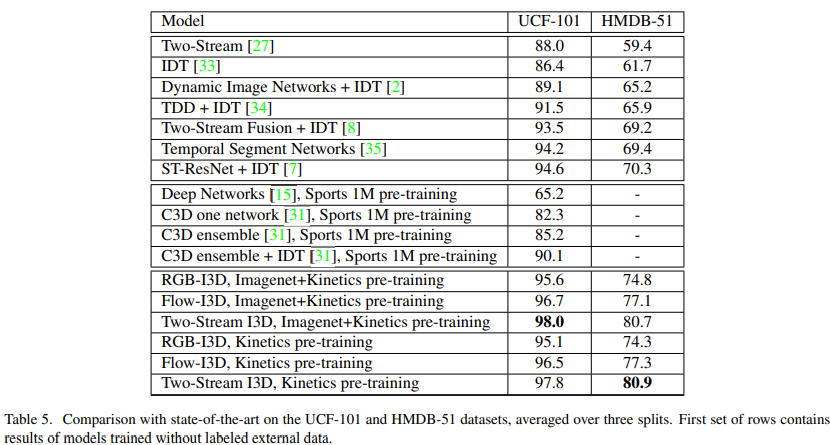 Model UCF-101 HMDB-51
Two-Stream [27] 88.0 59.4
IDT [33] 86.4 61.7
Dynamic Image Networks + IDT [2] 89.1 65.2
TDD + IDT [34] 91.5 65.9
Two-Stream Fusion + IDT [8] 93.5 69.2
Temporal Segment Networks [35] 94.2 69.4
ST-ResNet + IDT [7] 94.6 70.3
Deep Networks [15], Sports 1M pre-training 65.2 -
C3D one network [31], Sports 1M pre-training 82.3 -
C3D ensemble [31], Sports 1M pre-training 85.2 -
C3D ensemble + IDT [31], Sports 1M pre-training 90.1 -
RGB-I3D, Imagenet+Kinetics pre-training 95.6 74.8
Flow-I3D, Imagenet+Kinetics pre-training 96.7 77.1
Two-Stream I3D, Imagenet+Kinetics pre-training 98.0 80.7
RGB-I3D, Kinetics pre-training 95.1 74.3
Flow-I3D, Kinetics pre-training 96.5 77.3
Two-Stream I3D, Kinetics pre-training 97.8 80.9
Table 5. Comparison with state-of-the-art on the UCF-101 and HMDB-51 datasets, averaged over three splits. First set of rows contains
results of models trained without labeled external data.